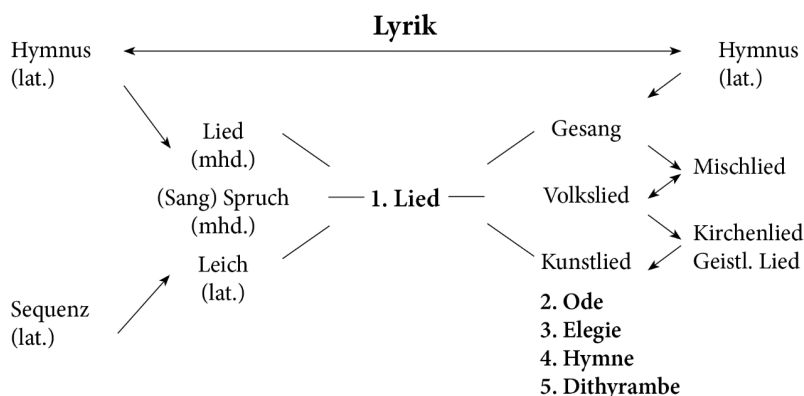 Lyrik
Hymnus
(lat.)
Hymnus
(lat.)
Lied
(mhd.)
(Sang) Spruch
(mhd.)
Leich
(lat.)
Sequenz
(lat.)
1. Lied
Gesang
Mischlied
Volkslied
Kirchenlied
Geistl. Lied
Kunstlied
2. Ode
3. Elegie
4. Hymne
5. Dithyrambe